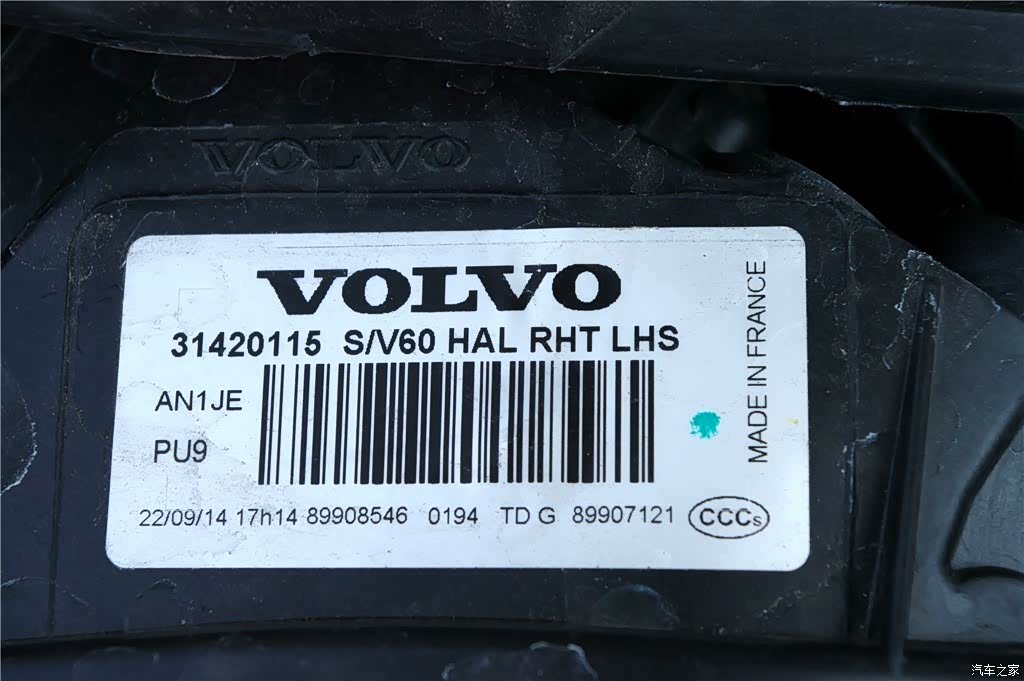 VOLVO
VOLVO
31420115 S/V60 HAL RHT LHS
AN1JE
PU9
22/09/14 17h14 89908546 0194 TD G 89907121 CCCs
MADE IN FRANCE
汽车之家